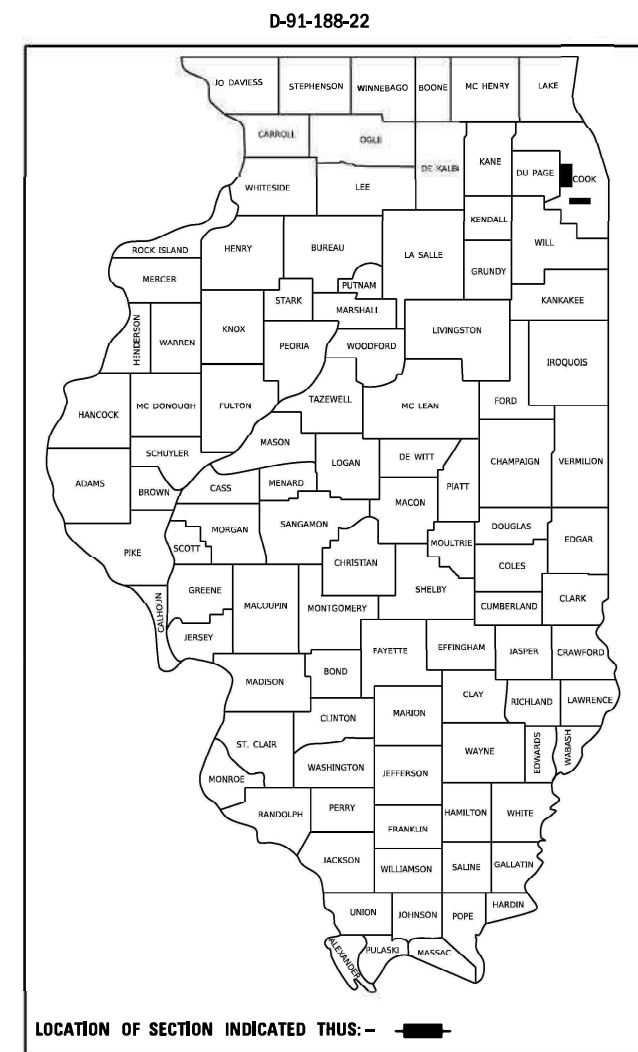 D-91-188-22
JO DAVIESS
STEPHENSON
WINNEBAGO
BOONE
MC HENRY
LAKE
CARROLL
OGLE
DE KALB
KANE
DU PAGE
COOK
WHITESIDE
LEE
KENDALL
WILL
ROCK ISLAND
HENRY
BUREAU
LA SALLE
GRUNDY
MERCER
PUTNAM
KANKAKEE
STARK
MARSHALL
HENDERSON
WARREN
KNOX
PEORIA
WOODFORD
LIVINGSTON
IROQUOIS
HANCOCK
MC DONOUGH
FULTON
TAZEWELL
MC LEAN
FORD
MASON
SCHUYLER
LOGAN
DE WITT
CHAMPAIGN
VERMILION
ADAMS
BROWN
CASS
MENARD
PIATT
MACON
MORGAN
SANGAMON
DOUGLAS
EDGAR
PIKE
SCOTT
CHRISTIAN
MOULTRIE
COLES
CALHOUN
GREENE
MACOUPIN
MONTGOMERY
SHELBY
CUMBERLAND
CLARK
JERSEY
FAYETTE
EFFINGHAM
JASPER
CRAWFORD
MADISON
BOND
CLAY
RICHLAND
LAWRENCE
CLINTON
MARION
ST. CLAIR
WAYNE
EDWARDS
WABASH
MONROE
WASHINGTON
JEFFERSON
RANDOLPH
PERRY
HAMILTON
WHITE
FRANKLIN
JACKSON
WILLIAMSON
SALINE
GALLATIN
UNION
JOHNSON
POPE
HARDIN
ALEXANDER
PULASKI
MASSAC
LOCATION OF SECTION INDICATED THUS: -